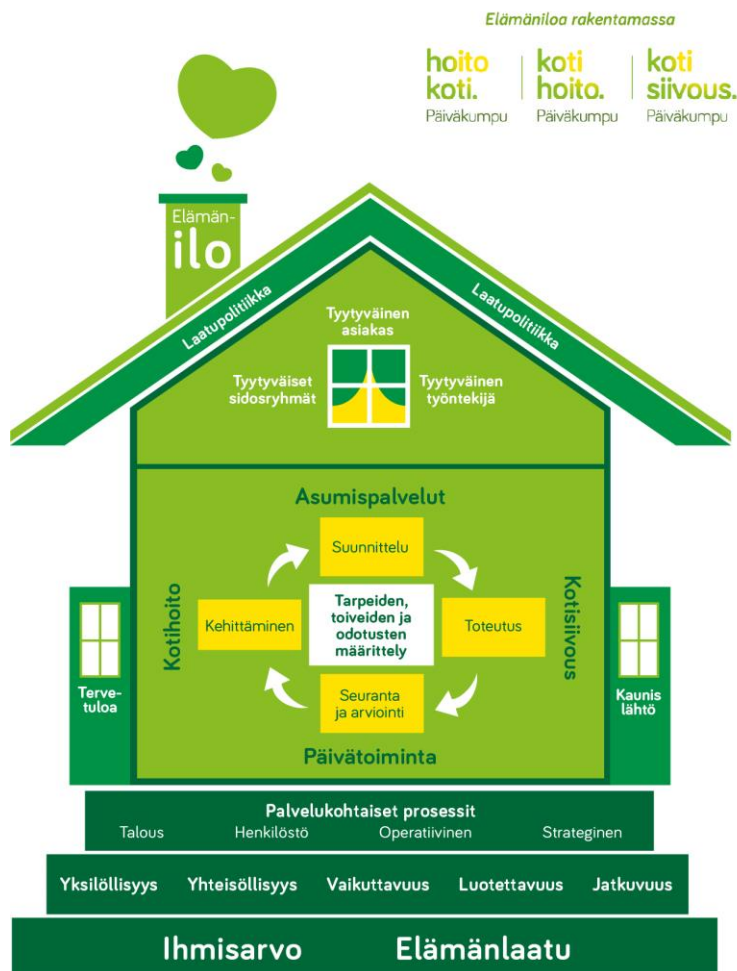 Elämäniloa rakentamassa
hoito
koti.
Päiväkumpu
koti
hoito.
Päiväkumpu
koti
siivous.
Päiväkumpu
Elämän-
ilo
Laatupolitiikka
Laatupolitiikka
Tyytyväinen
asiakas
Tyytyväiset
sidosryhmät
Tyytyväinen
työntekijä
Asumispalvelut
Suunnittelu
Kotihoito
Kehittäminen
Tarpeiden,
toiveiden ja
odotusten
määrittely
Toteutus
Kotisiivous
Seuranta
ja arviointi
Päivätoiminta
Terve-
tuloa
Kaunis
lähtö
Palvelukohtaiset prosessit
Talous Henkilöstö Operatiivinen Strateginen
Yksilöllisyys Yhteisöllisyys Vaikuttavuus Luotettavuus Jatkuvuus
Ihmisarvo Elämänlaatu